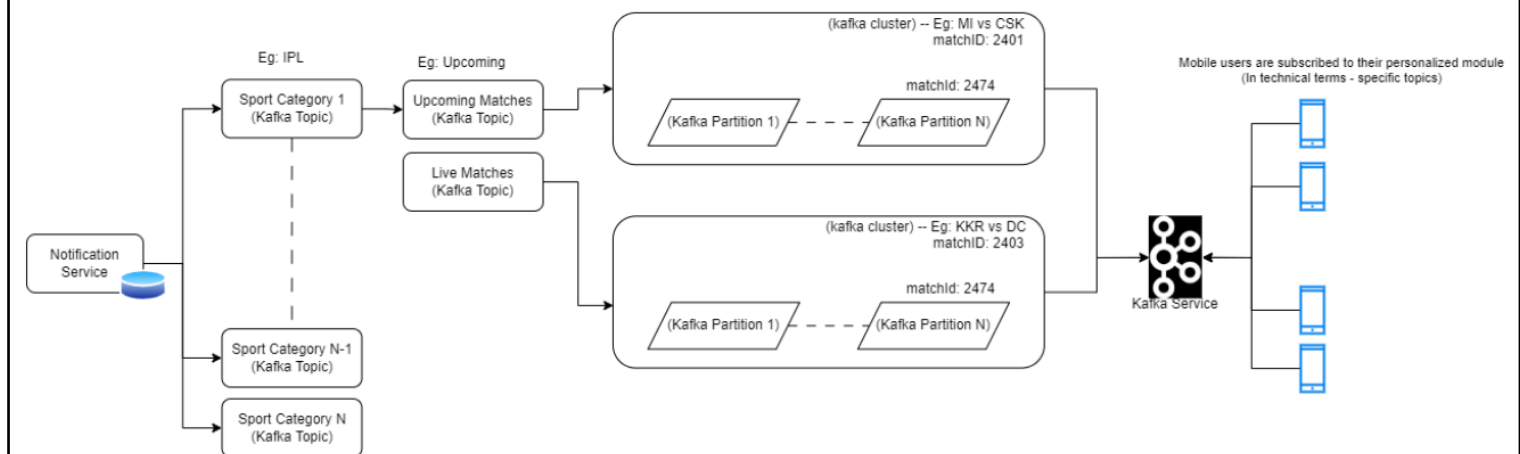 Eg: IPL
Sport Category 1
(Kafka Topic)
Eg: Upcoming
Upcoming Matches
(Kafka Topic)
Live Matches
(Kafka Topic)
(kafka cluster) -- Eg: MI vs CSK
matchID: 2401
matchId: 2474
(Kafka Partition 1)
(Kafka Partition N)
(kafka cluster) -- Eg: KKR vs DC
matchID: 2403
matchId: 2474
(Kafka Partition 1)
(Kafka Partition N)
Mobile users are subscribed to their personalized module
(In technical terms - specific topics)
Notification
Service
Kafka Service
Sport Category N-1
(Kafka Topic)
Sport Category N
(Kafka Topic)